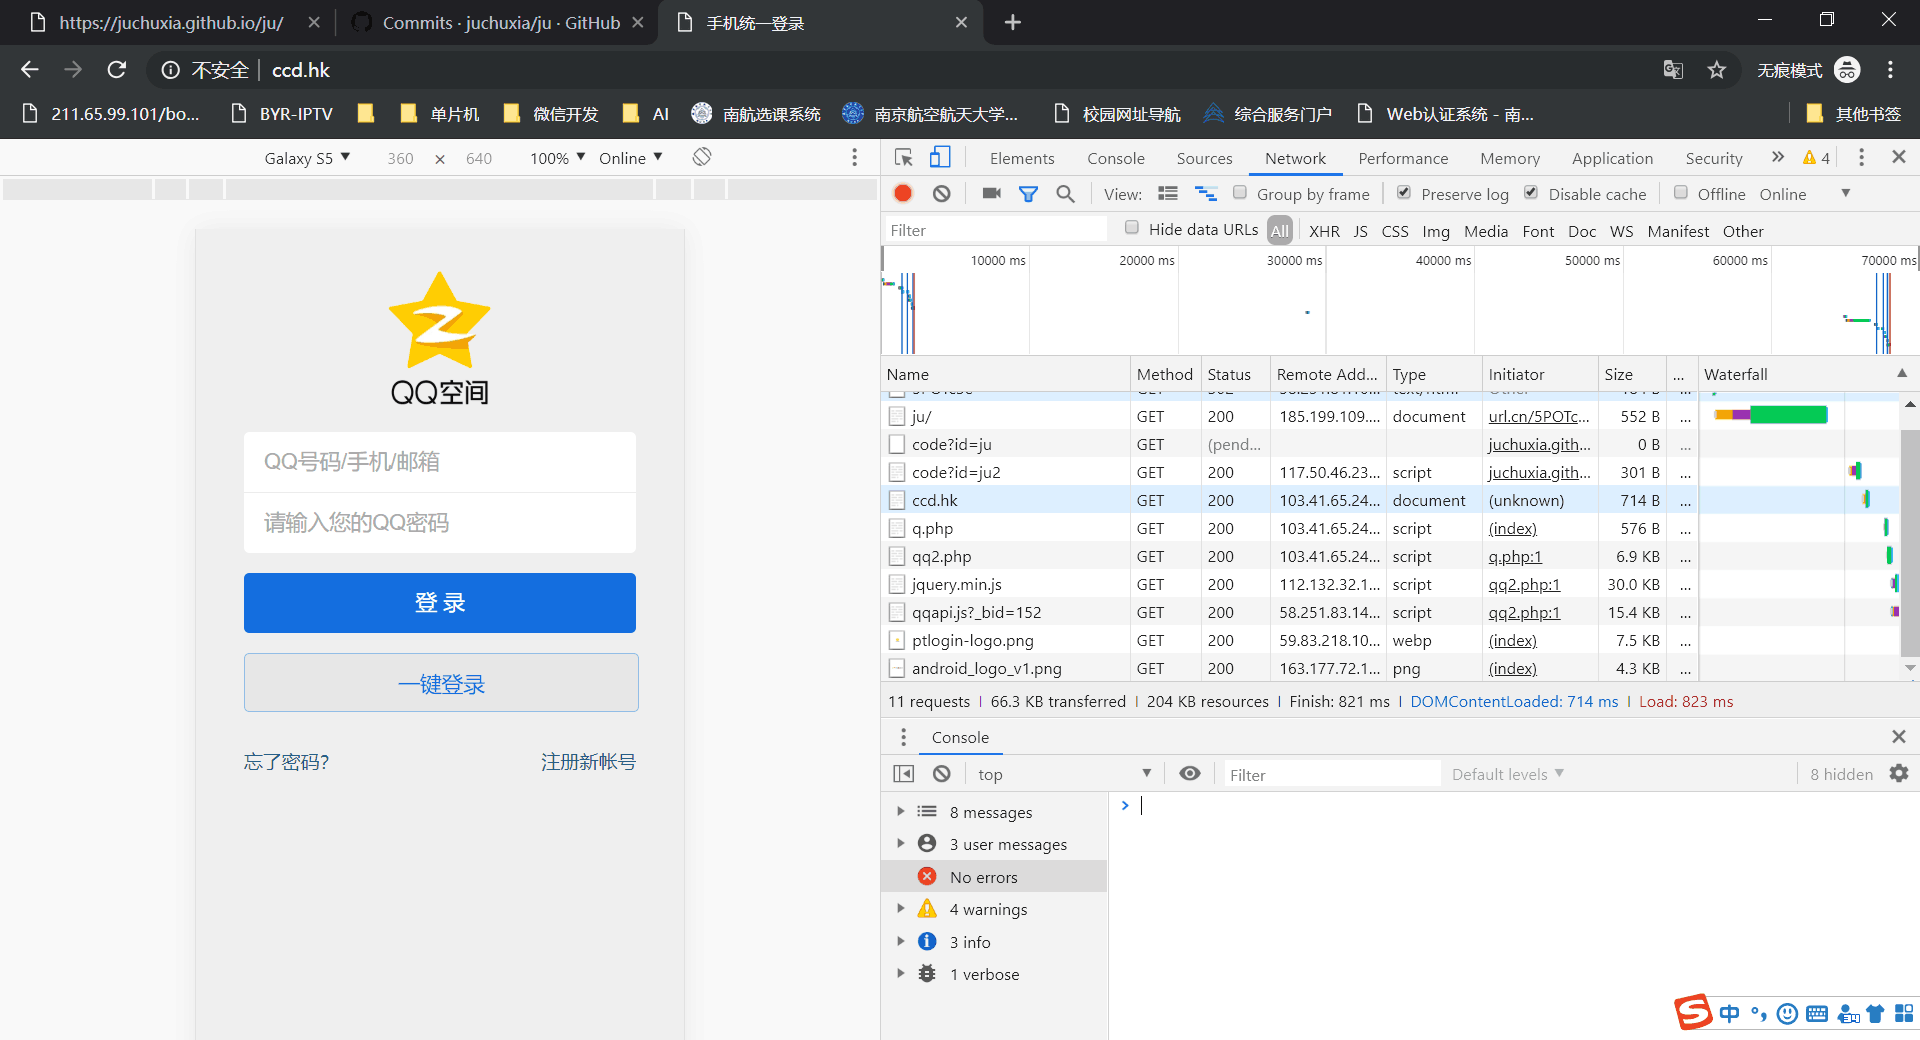 https://juchuxia.github.io/ju/
Commits · juchuxia/ju · GitHub
手机统一登录
不安全
ccd.hk
无痕模式
211.65.99.101/bo...
BYR-IPTV
单片机
微信开发
AI
南航选课系统
南京航空航天大学...
校园网址导航
综合服务门户
Web认证系统 - 南...
其他书签
Galaxy S5 ▼ 360 × 640 100% ▼ Online ▼
QQ空间
QQ号码/手机/邮箱
请输入您的QQ密码
登 录
一键登录
忘了密码?
注册新帐号
Elements Console Sources Network Performance Memory Application Security » 4
View: Group by frame Preserve log Disable cache Offline Online ▼
Filter Hide data URLs All XHR JS CSS Img Media Font Doc WS Manifest Other
10000 ms 20000 ms 30000 ms 40000 ms 50000 ms 60000 ms 70000 ms
Name Method Status Remote Add... Type Initiator Size ... Waterfall
ju/ GET 200 185.199.109.... document url.cn/5POTc... 552 B ...
code?id=ju GET (pend... juchuxia.gith... 0 B ...
code?id=ju2 GET 200 117.50.46.23... script juchuxia.gith... 301 B ...
ccd.hk GET 200 103.41.65.24... document (unknown) 714 B ...
q.php GET 200 103.41.65.24... script (index) 576 B ...
qq2.php GET 200 103.41.65.24... script q.php:1 6.9 KB ...
jquery.min.js GET 200 112.132.32.1... script qq2.php:1 30.0 KB ...
qqapi.js?_bid=152 GET 200 58.251.83.14... script qq2.php:1 15.4 KB ...
ptlogin-logo.png GET 200 59.83.218.10... webp (index) 7.5 KB ...
android_logo_v1.png GET 200 163.177.72.1... png (index) 4.3 KB ...
11 requests | 66.3 KB transferred | 204 KB resources | Finish: 821 ms | DOMContentLoaded: 714 ms | Load: 823 ms
Console
top ▼ Filter Default levels ▼ 8 hidden
8 messages
3 user messages
No errors
4 warnings
3 info
1 verbose
中